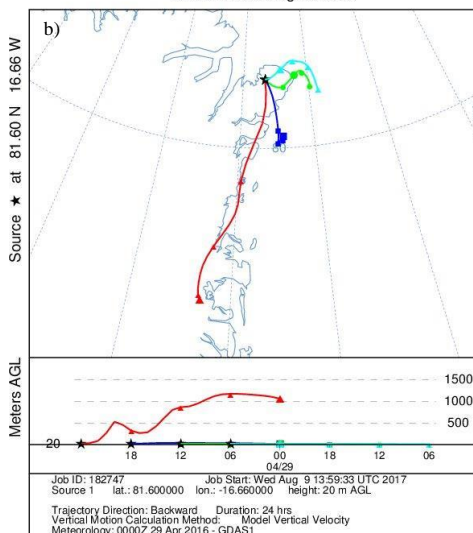 b)
Source ★ at 81.60 N 16.66 W
Meters AGL
1500
1000
500
20
18 12 06 00 18 12 06
04/29
Job ID: 182747 Job Start: Wed Aug 9 13:59:33 UTC 2017
Source 1 lat.: 81.600000 lon.: -16.660000 height: 20 m AGL
Trajectory Direction: Backward Duration: 24 hrs
Vertical Motion Calculation Method: Model Vertical Velocity
Meteorology: 0000Z 29 Apr 2016 - GDAS1